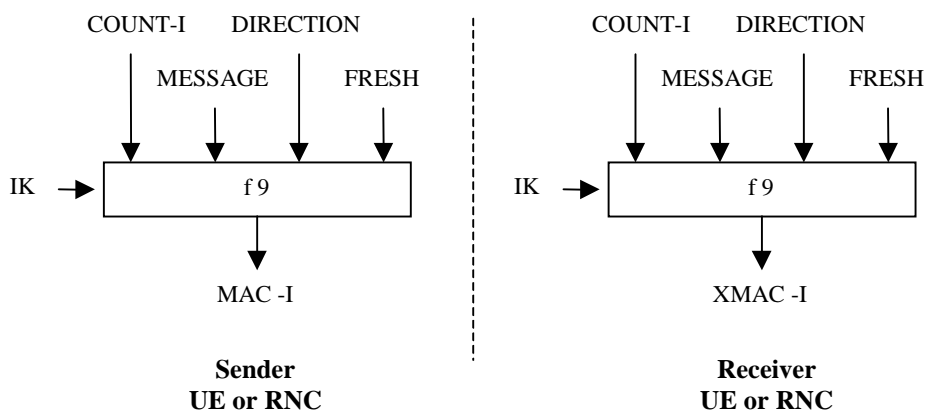 COUNT-I DIRECTION
MESSAGE FRESH
IK f 9
MAC -I
Sender
UE or RNC
COUNT-I DIRECTION
MESSAGE FRESH
IK f 9
XMAC -I
Receiver
UE or RNC